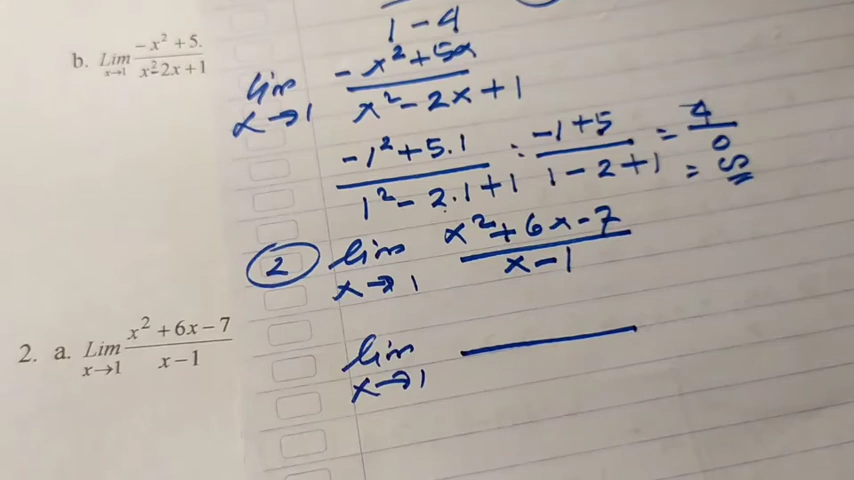 1 - 4
b. Lim x→1 -x² + 5. / x² - 2x + 1
lim x→1 -x² + 5x / x² - 2x + 1
-1² + 5.1 / 1² - 2.1 + 1 = -1 + 5 / 1 - 2 + 1 = 4 / 0
=
2 lim x→1 x² + 6x - 7 / x - 1
2. a. Lim x→1 x² + 6x - 7 / x - 1
lim x→1